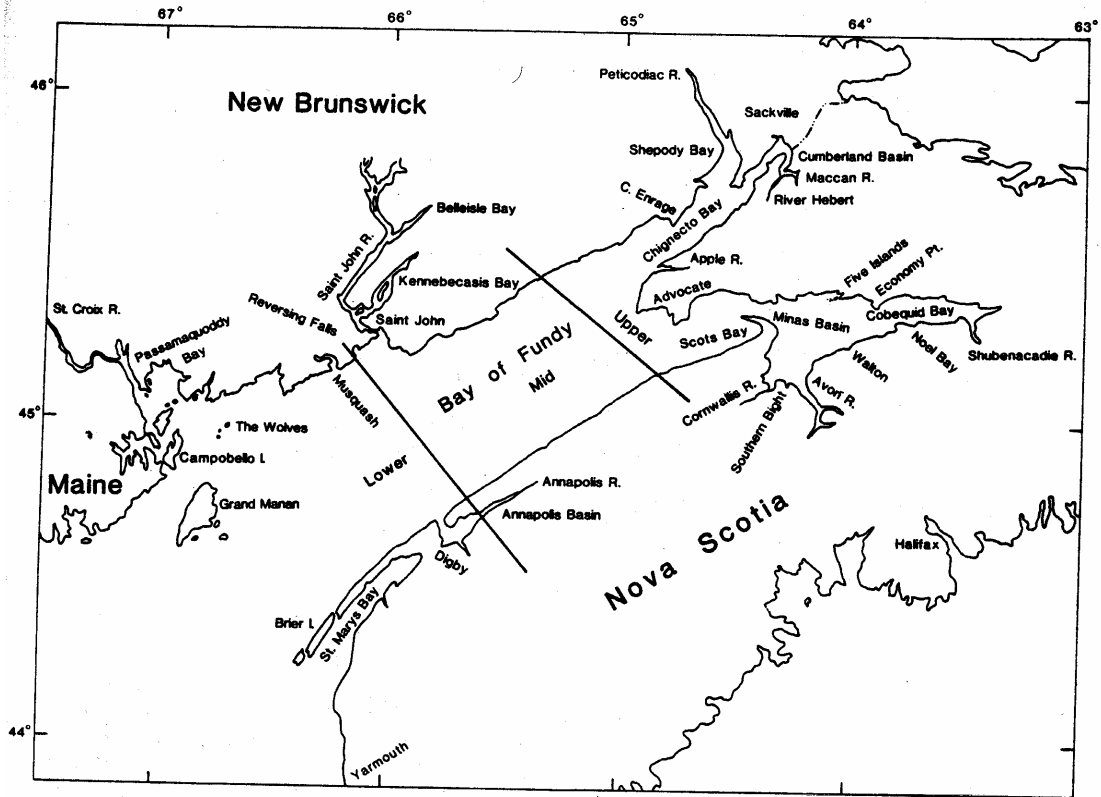 67°
66°
65°
64°
63°
46°
Peticodiac R.
New Brunswick
Sackville
Shepody Bay
Cumberland Basin
Maccan R.
C. Enrage
River Hebert
Belleisle Bay
Chignecto Bay
Saint John R.
Apple R.
Five Islands
Kennebecasis Bay
Economy Pt.
Advocate
Reversing Falls
St. Croix R.
Saint John
Passamaquoddy
Bay
Upper
Scots Bay
Minas Basin
Cobequid Bay
Noel Bay
Shubenacadie R.
Bay of Fundy
Mid
Walton
Musquash
Avon R.
Cornwallis R.
Southern Bight
45°
The Wolves
Campobello I.
Lower
Maine
Grand Manan
Annapolis R.
Annapolis Basin
Nova Scotia
Halifax
Digby
St. Marys Bay
Brier I.
44°
Yarmouth